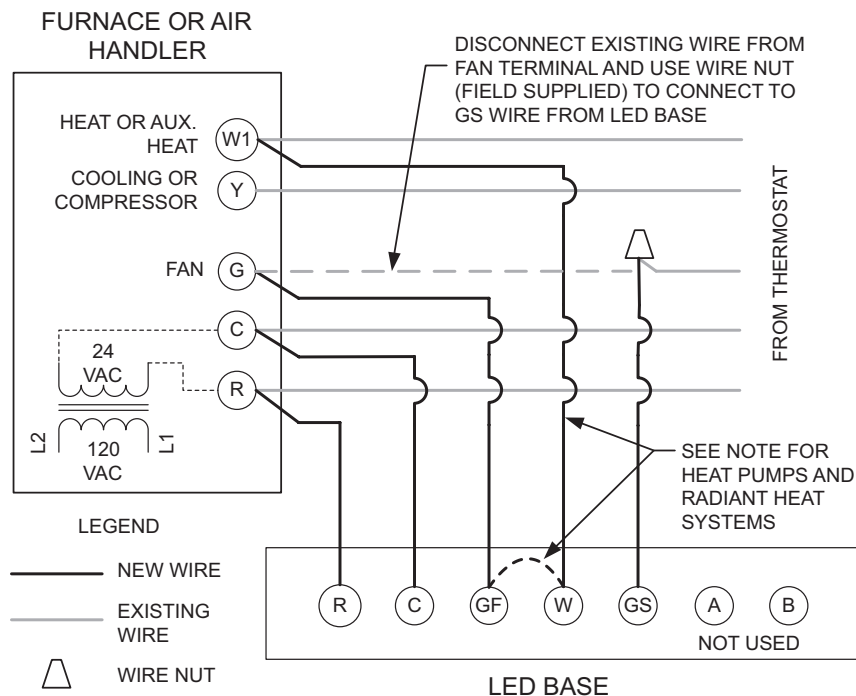 FURNACE OR AIR
HANDLER
DISCONNECT EXISTING WIRE FROM
FAN TERMINAL AND USE WIRE NUT
(FIELD SUPPLIED) TO CONNECT TO
GS WIRE FROM LED BASE
HEAT OR AUX.
HEAT
W1
COOLING OR
COMPRESSOR
Y
FAN
G
C
R
24
VAC
120
VAC
L2
L1
FROM THERMOSTAT
SEE NOTE FOR
HEAT PUMPS AND
RADIANT HEAT
SYSTEMS
LEGEND
NEW WIRE
EXISTING
WIRE
WIRE NUT
R
C
GF
W
GS
A
B
NOT USED
LED BASE